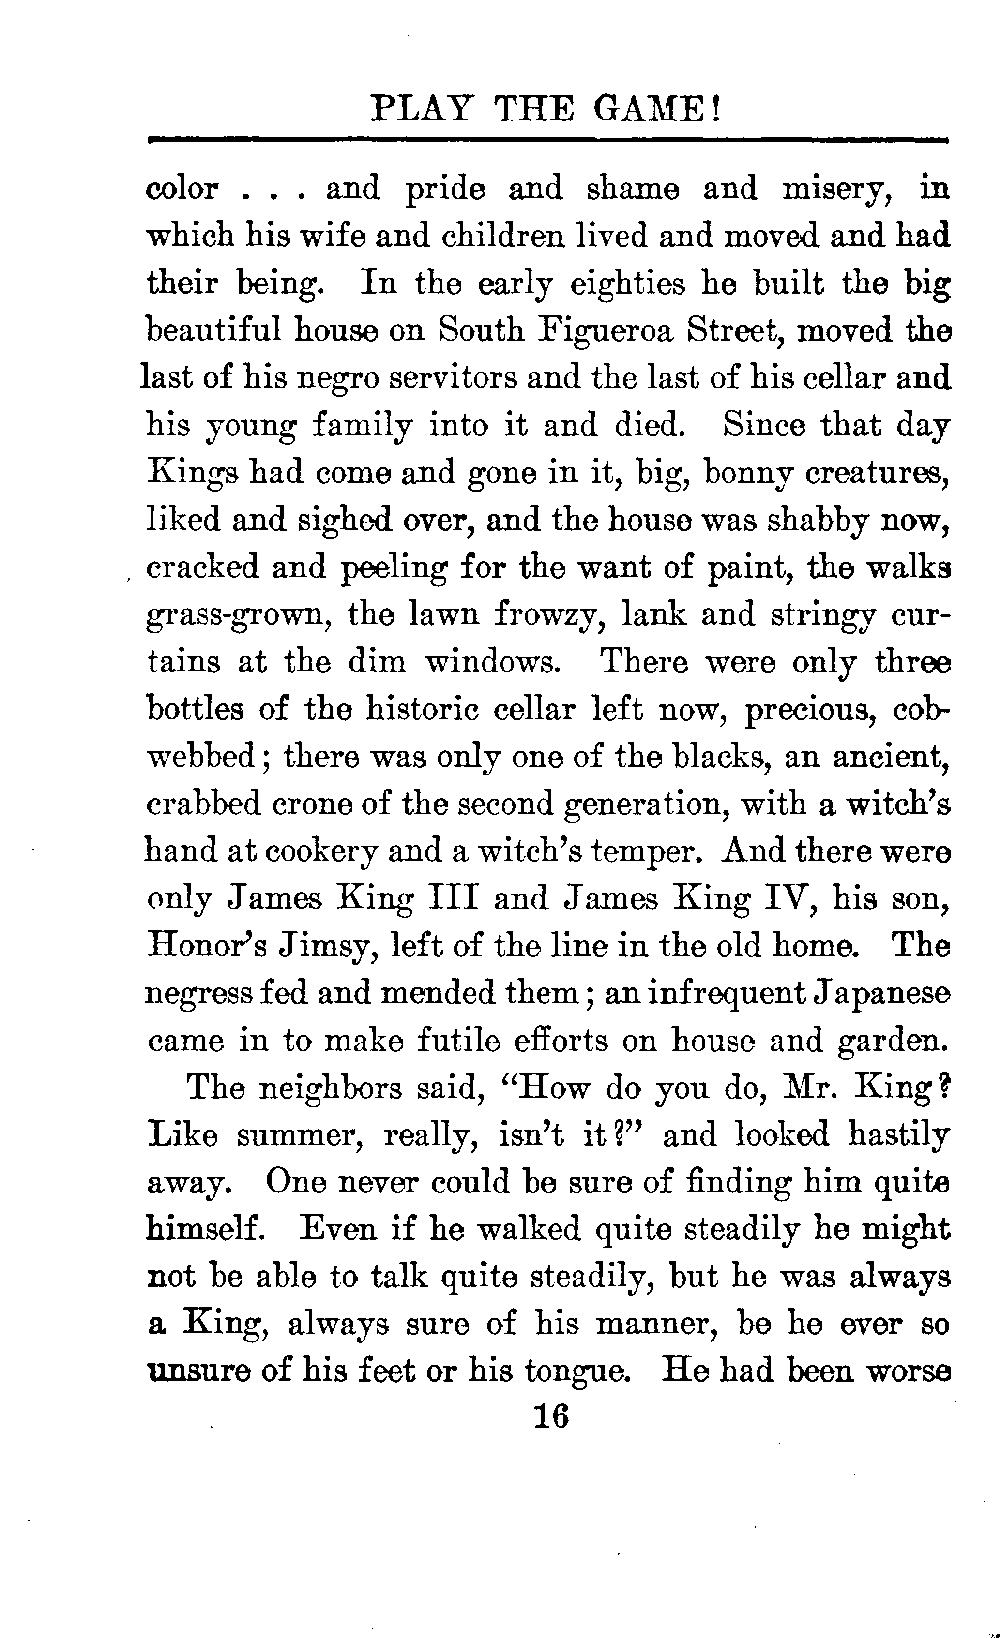 PLAY THE GAME!
color . . . and pride and shame and misery, in
which his wife and children lived and moved and had
their being. In the early eighties he built the big
beautiful house on South Figueroa Street, moved the
last of his negro servitors and the last of his cellar and
his young family into it and died. Since that day
Kings had come and gone in it, big, bonny creatures,
liked and sighed over, and the house was shabby now,
cracked and peeling for the want of paint, the walks
grass-grown, the lawn frowzy, lank and stringy cur-
tains at the dim windows. There were only three
bottles of the historic cellar left now, precious, cob-
webbed; there was only one of the blacks, an ancient,
crabbed crone of the second generation, with a witch's
hand at cookery and a witch's temper. And there were
only James King III and James King IV, his son,
Honor's Jimsy, left of the line in the old home. The
negress fed and mended them; an infrequent Japanese
came in to make futile efforts on house and garden.
The neighbors said, "How do you do, Mr. King?
Like summer, really, isn't it?" and looked hastily
away. One never could be sure of finding him quite
himself. Even if he walked quite steadily he might
not be able to talk quite steadily, but he was always
a King, always sure of his manner, be he ever so
unsure of his feet or his tongue. He had been worse
16